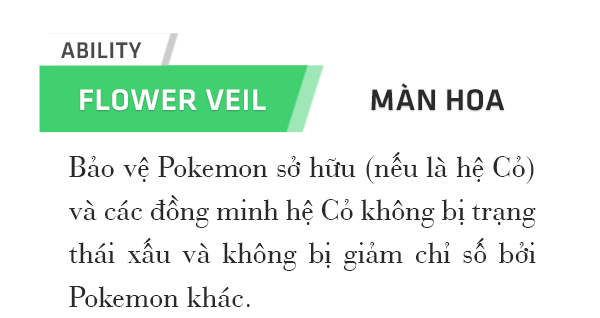 ABILITY
FLOWER VEIL MÀN HOA
Bảo vệ Pokemon sở hữu (nếu là hệ Cỏ)
và các đồng minh hệ Cỏ không bị trạng
thái xấu và không bị giảm chỉ số bởi
Pokemon khác.